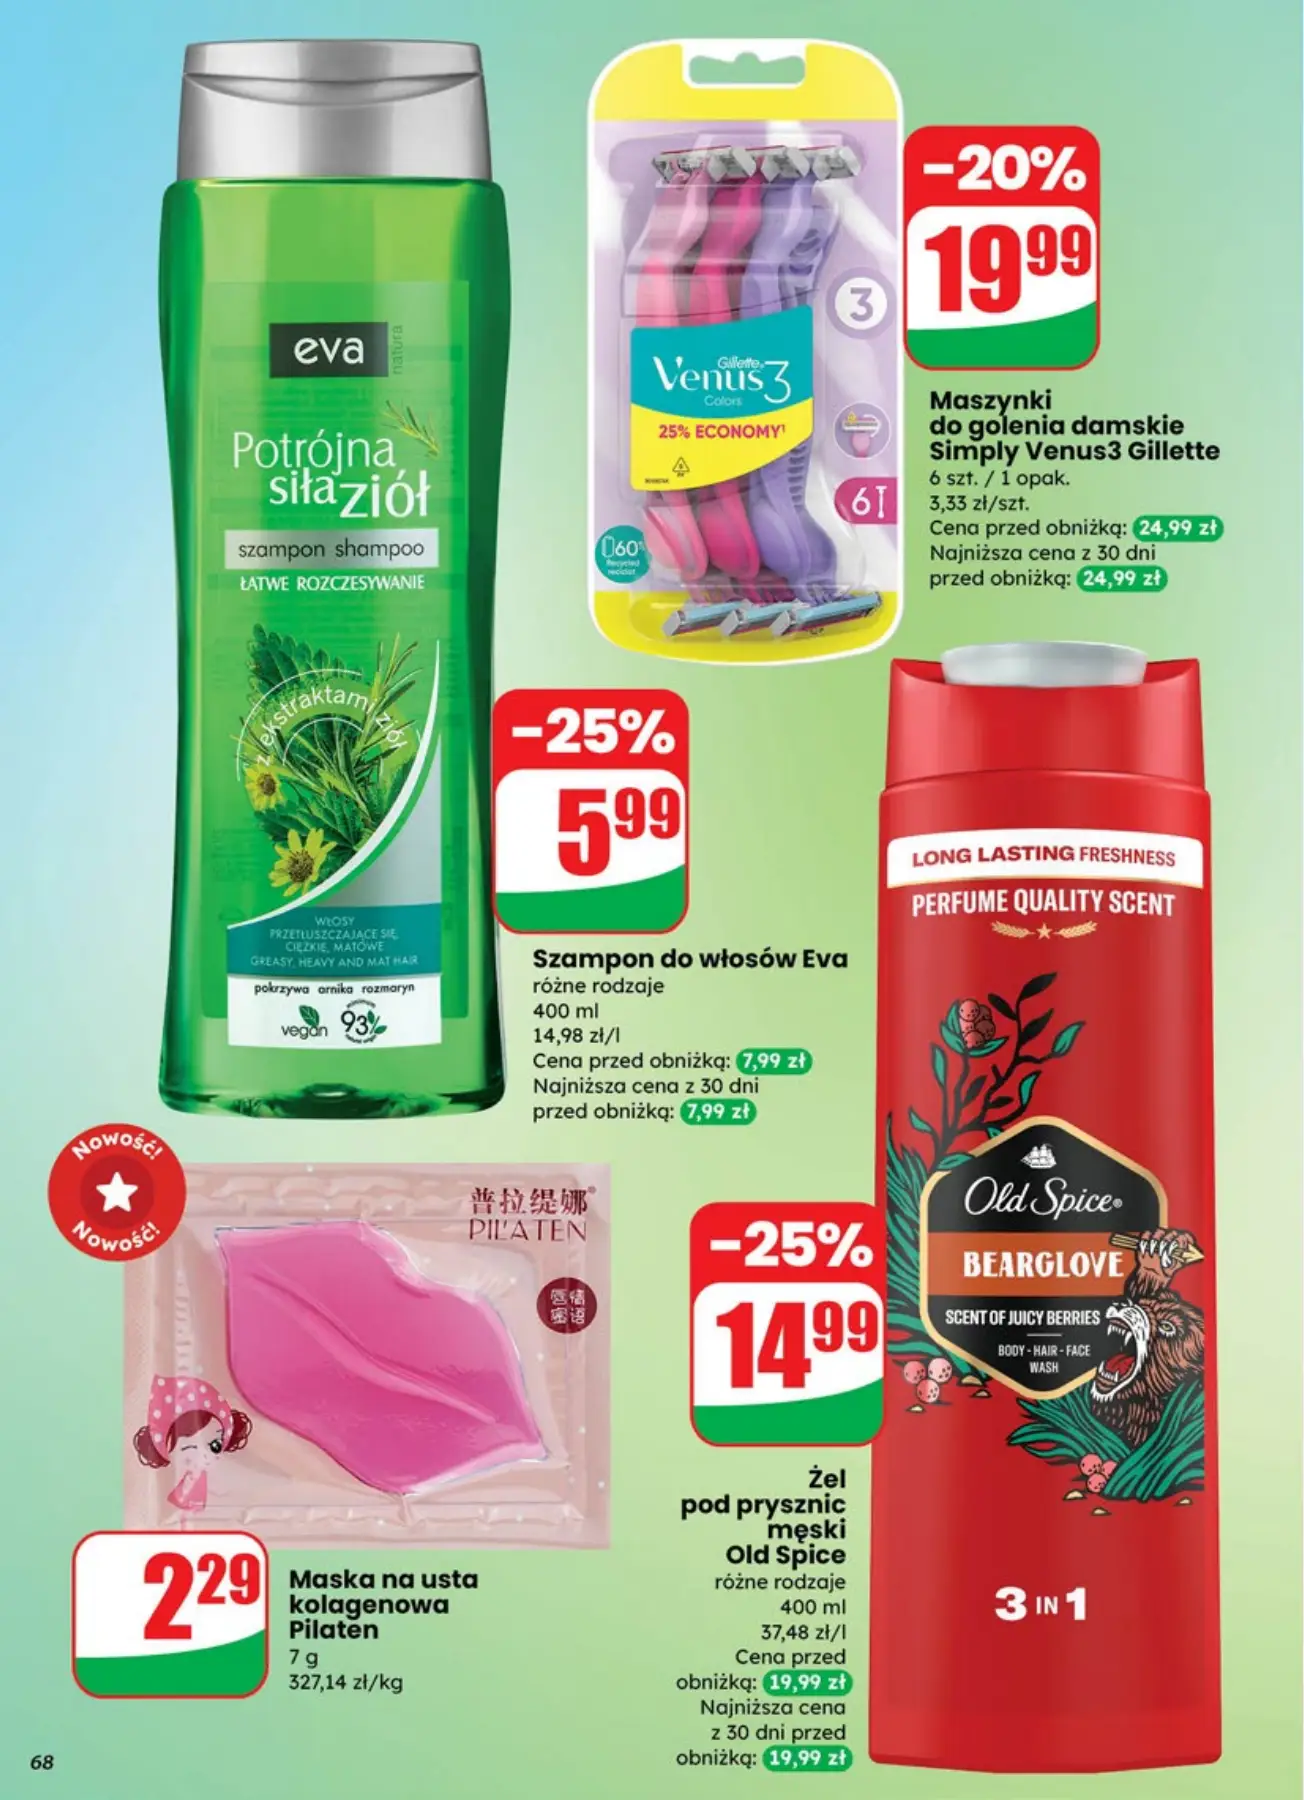 eva
natura
Potrójna
siła ziół
szampon shampoo
ŁATWE ROZCZESYWANIE
z ekstraktami ziół
WŁOSY
PRZETŁUSZCZAJĄCE SIĘ,
CIĘŻKIE, MATOWE
GREASY, HEAVY AND MAT HAIR
pokrzywa arnika rozmaryn
vegan
93%
3
Gillette
Venus 3
Colors
25% ECONOMY¹
6
60%
Recycled
-20%
19 99
Maszynki
do golenia damskie
Simply Venus3 Gillette
6 szt. / 1 opak.
3,33 zł/szt.
Cena przed obniżką: 24,99 zł
Najniższa cena z 30 dni
przed obniżką: 24,99 zł
-25%
5 99
Szampon do włosów Eva
różne rodzaje
400 ml
14,98 zł/l
Cena przed obniżką: 7,99 zł
Najniższa cena z 30 dni
przed obniżką: 7,99 zł
Nowość!
Nowość!
普拉缇娜®
PIL'ATEN
2 29
Maska na usta
kolagenowa
Pilaten
7 g
327,14 zł/kg
-25%
14 99
Żel
pod prysznic
męski
Old Spice
różne rodzaje
400 ml
37,48 zł/l
Cena przed
obniżką: 19,99 zł
Najniższa cena
z 30 dni przed
obniżką: 19,99 zł
LONG LASTING FRESHNESS
PERFUME QUALITY SCENT
Old Spice®
BEARGLOVE
SCENT OF JUICY BERRIES
BODY - HAIR - FACE
WASH
3 IN 1
68